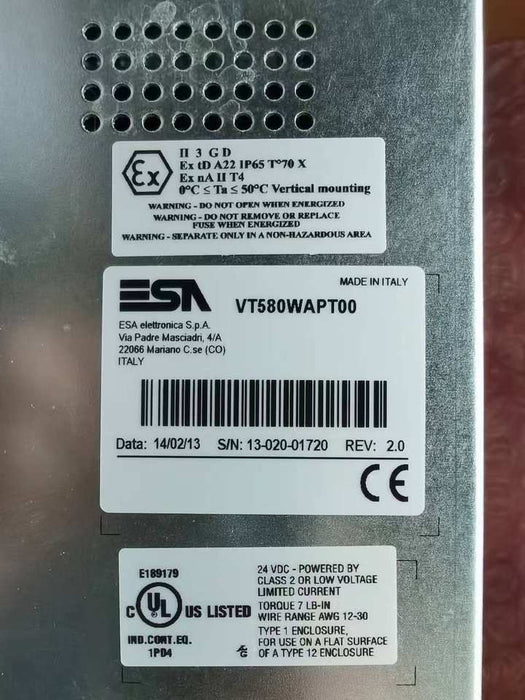 Ex
II 3 G D
Ex tD A22 IP65 T°70 X
Ex nA II T4
0°C ≤ Ta ≤ 50°C Vertical mounting
WARNING - DO NOT OPEN WHEN ENERGIZED
WARNING - DO NOT REMOVE OR REPLACE
FUSE WHEN ENERGIZED
WARNING - SEPARATE ONLY IN A NON-HAZARDOUS AREA
MADE IN ITALY
ESA
VT580WAPT00
ESA elettronica S.p.A.
Via Padre Masciadri, 4/A
22066 Mariano C.se (CO)
ITALY
Data: 14/02/13 S/N: 13-020-01720 REV: 2.0
CE
E189179
C UL US LISTED
IND.CONT.EQ.
1PD4
24 VDC - POWERED BY
CLASS 2 OR LOW VOLTAGE
LIMITED CURRENT
TORQUE 7 LB-IN
WIRE RANGE AWG 12-30
TYPE 1 ENCLOSURE,
FOR USE ON A FLAT SURFACE
OF A TYPE 12 ENCLOSURE